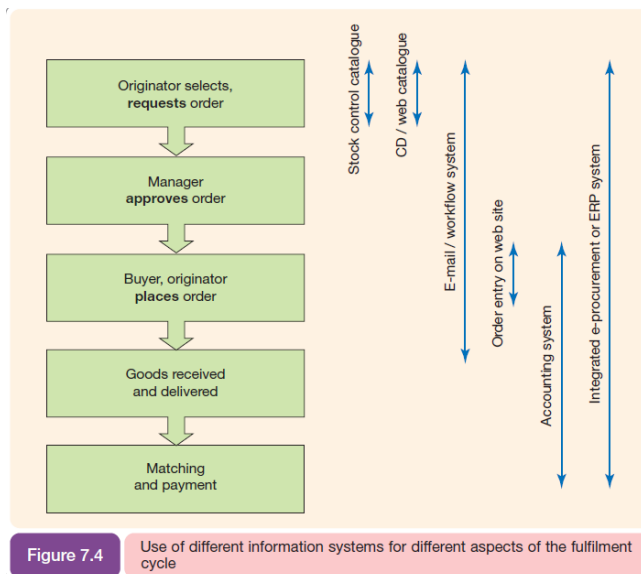 Originator selects,
requests order
Manager
approves order
Buyer, originator
places order
Goods received
and delivered
Matching
and payment
Stock control catalogue
CD / web catalogue
E-mail / workflow system
Order entry on web site
Accounting system
Integrated e-procurement or ERP system
Figure 7.4
Use of different information systems for different aspects of the fulfilment
cycle